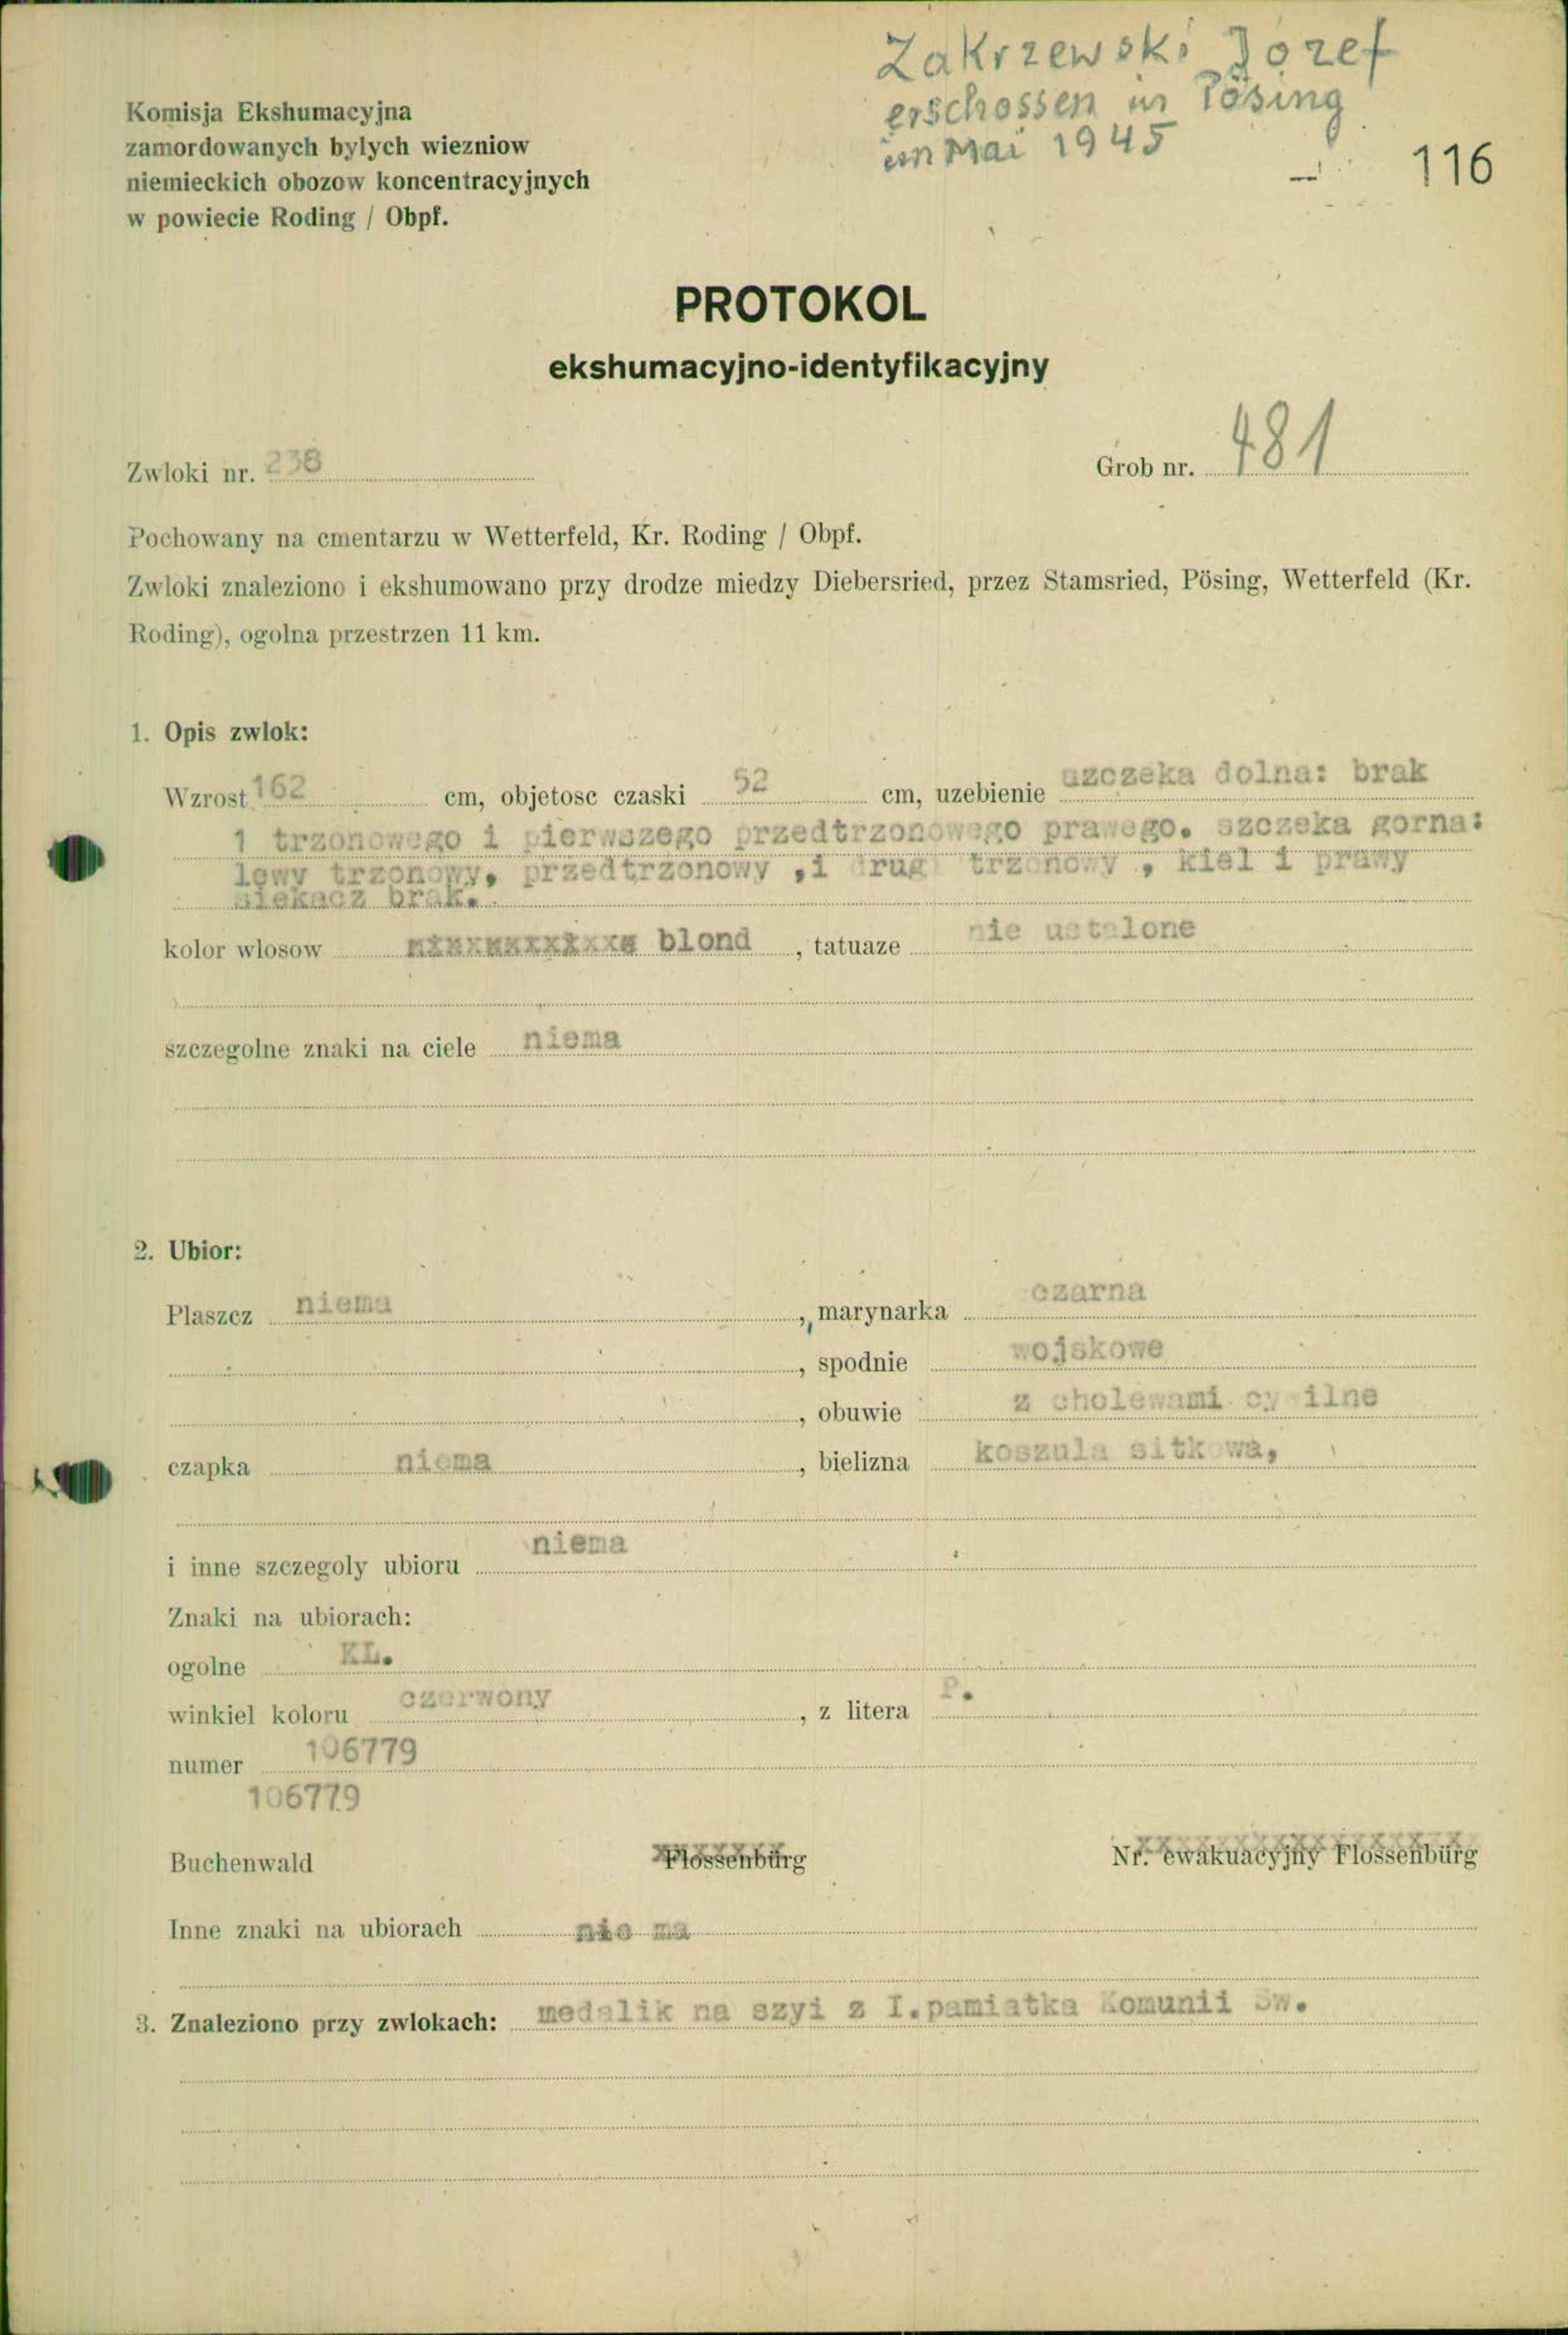 Zakrzewski Jozef
erschossen in Pösing
im Mai 1945
116
Komisja Ekshumacyjna
zamordowanych bylych wiezniow
niemieckich obozow koncentracyjnych
w powiecie Roding / Obpf.
PROTOKOL
ekshumacyjno-identyfikacyjny
Zwloki nr. 238 Grob nr. 481
Pochowany na cmentarzu w Wetterfeld, Kr. Roding / Obpf.
Zwloki znaleziono i ekshumowano przy drodze miedzy Diebersried, przez Stamsried, Pösing, Wetterfeld (Kr.
Roding), ogolna przestrzen 11 km.
1. Opis zwlok:
Wzrost 162 cm, objetosc czaski 52 cm, uzebienie szczeka dolna: brak
1 trzonowego i pierwszego przedtrzonowego prawego. szczeka gorna:
lewy trzonowy, przedtrzonowy ,i drugi trzonowy , kiel i prawy
siekacz brak.
kolor wlosow blond , tatuaze nie ustalone
szczegolne znaki na ciele niema
2. Ubior:
Plaszcz niema , marynarka czarna
, spodnie wojskowe
, obuwie z cholewami cywilne
czapka niema , bielizna koszula sitkowa,
i inne szczegoly ubioru niema
Znaki na ubiorach:
ogolne KL.
winkiel koloru czerwony , z litera P.
numer 106779
106779
Buchenwald Flossenbürg Nr. ewakuacyjny Flossenbürg
Inne znaki na ubiorach nie ma
3. Znaleziono przy zwlokach: medalik na szyi z I.pamiatka Komunii Sw.